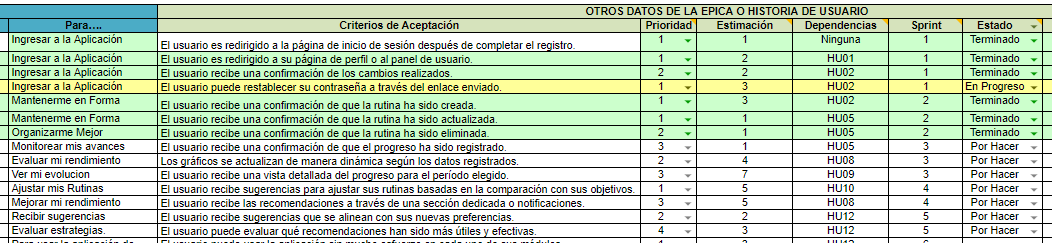 OTROS DATOS DE LA EPICA O HISTORIA DE USUARIO
Para.... Criterios de Aceptación Prioridad Estimación Dependencias Sprint Estado
Ingresar a la Aplicación El usuario es redirigido a la página de inicio de sesión después de completar el registro. 1 1 Ninguna 1 Terminado
Ingresar a la Aplicación El usuario es redirigido a su página de perfil o al panel de usuario. 1 2 HU01 1 Terminado
Ingresar a la Aplicación El usuario recibe una confirmación de los cambios realizados. 2 2 HU02 1 Terminado
Ingresar a la Aplicación El usuario puede restablecer su contraseña a través del enlace enviado. 1 3 HU02 1 En Progreso
Mantenerme en Forma El usuario recibe una confirmación de que la rutina ha sido creada. 1 3 HU02 2 Terminado
Mantenerme en Forma El usuario recibe una confirmación de que la rutina ha sido actualizada. 1 1 HU05 2 Terminado
Organizarme Mejor El usuario recibe una confirmación de que la rutina ha sido eliminada. 2 1 HU05 2 Terminado
Monitorear mis avances El usuario recibe una confirmación de que el progreso ha sido registrado. 3 1 HU05 3 Por Hacer
Evaluar mi rendimiento Los gráficos se actualizan de manera dinámica según los datos registrados. 2 4 HU08 3 Por Hacer
Ver mi evolucion El usuario recibe una vista detallada del progreso para el período elegido. 3 7 HU09 3 Por Hacer
Ajustar mis Rutinas El usuario recibe sugerencias para ajustar sus rutinas basadas en la comparación con sus objetivos. 1 5 HU10 4 Por Hacer
Mejorar mi rendimiento El usuario recibe las recomendaciones a través de una sección dedicada o notificaciones. 3 5 HU08 4 Por Hacer
Recibir sugerencias El usuario recibe sugerencias que se alinean con sus nuevas preferencias. 2 2 HU12 5 Por Hacer
Evaluar estrategias. El usuario puede evaluar qué recomendaciones han sido más útiles y efectivas. 4 3 HU12 5 Por Hacer